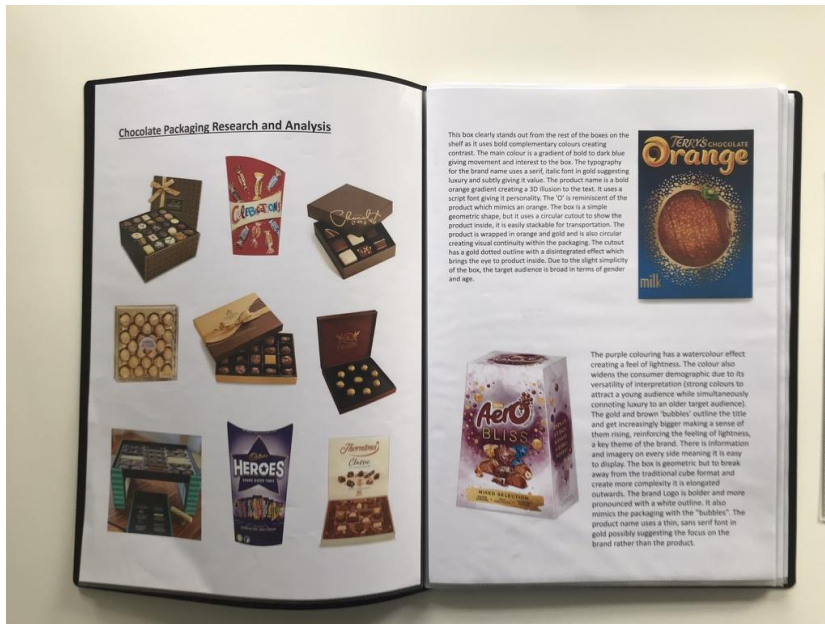 Chocolate Packaging Research and Analysis
CELEBRATIONS
Chocolat
Cadbury
HEROES
Thorntons
Classic
This box clearly stands out from the rest of the boxes on the
shelf as it uses bold complementary colours creating
contrast. The main colour is a gradient of bold to dark blue
giving movement and interest to the box. The typography
for the brand name uses a serif, italic font in gold suggesting
luxury and subtly giving it value. The product name is a bold
orange gradient creating a 3D illusion to the text. It uses a
script font giving it personality. The 'O' is reminiscent of the
product which mimics an orange. The box is a simple
geometric shape, but it uses a circular cutout to show the
product inside, it is easily stackable for transportation. The
product is wrapped in orange and gold and is also circular
creating visual continuity within the packaging. The cutout
has a gold dotted outline with a disintegrated effect which
brings the eye to product inside. Due to the slight simplicity
of the box, the target audience is broad in terms of gender
and age.
TERRY'S CHOCOLATE
Orange
milk
AerO
BLISS
MIXED SELECTION
The purple colouring has a watercolour effect
creating a feel of lightness. The colour also
widens the consumer demographic due to its
versatility of interpretation (strong colours to
attract a young audience while simultaneously
connoting luxury to an older target audience).
The gold and brown 'bubbles' outline the title
and get increasingly bigger making a sense of
them rising, reinforcing the feeling of lightness,
a key theme of the brand. There is information
and imagery on every side meaning it is easy
to display. The box is geometric but to break
away from the traditional cube format and
create more complexity it is elongated
outwards. The brand Logo is bolder and more
pronounced with a white outline. It also
mimics the packaging with the "bubbles". The
product name uses a thin, sans serif font in
gold possibly suggesting the focus on the
brand rather than the product.